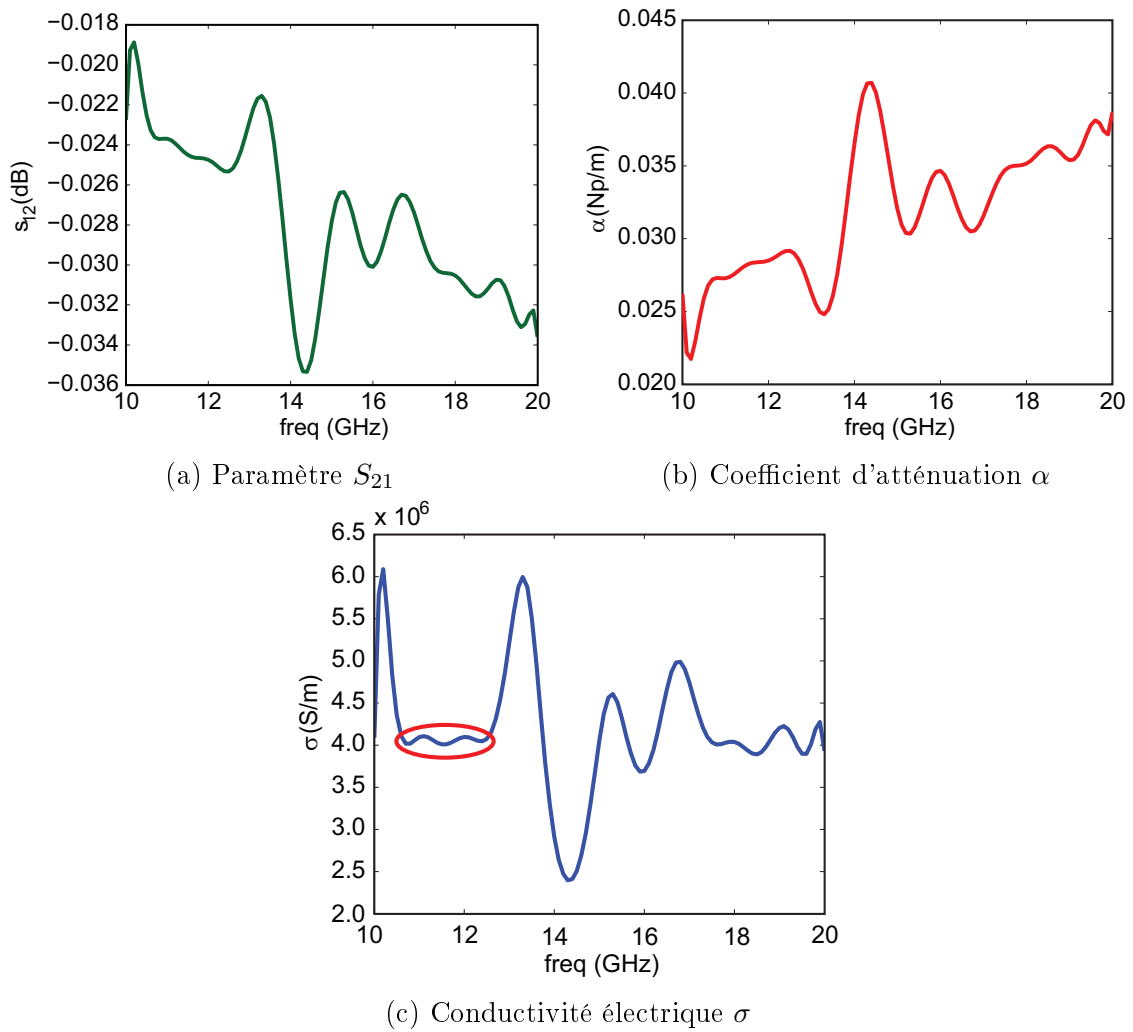 −0.018
−0.020
−0.022
−0.024
−0.026
−0.028
−0.030
−0.032
−0.034
−0.036
s12(dB)
10 12 14 16 18 20
freq (GHz)
(a) Paramètre S21
0.045
0.040
0.035
0.030
0.025
0.020
α(Np/m)
10 12 14 16 18 20
freq (GHz)
(b) Coefficient d'atténuation α
x 10^6
6.5
6.0
5.5
5.0
4.5
4.0
3.5
3.0
2.5
2.0
σ(S/m)
10 12 14 16 18 20
freq (GHz)
(c) Conductivité électrique σ